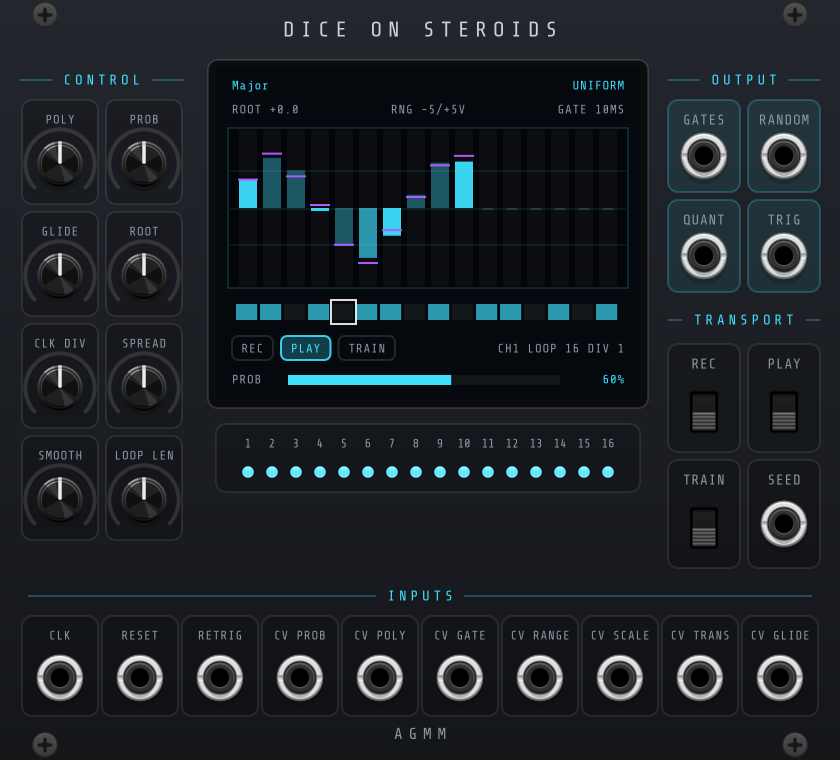 DICE ON STEROIDS
CONTROL
POLY PROB
GLIDE ROOT
CLK DIV SPREAD
SMOOTH LOOP LEN
Major UNIFORM
ROOT +0.0 RNG -5/+5V GATE 10MS
REC PLAY TRAIN CH1 LOOP 16 DIV 1
PROB 60%
1 2 3 4 5 6 7 8 9 10 11 12 13 14 15 16
OUTPUT
GATES RANDOM
QUANT TRIG
TRANSPORT
REC PLAY
TRAIN SEED
INPUTS
CLK RESET RETRIG CV PROB CV POLY CV GATE CV RANGE CV SCALE CV TRANS CV GLIDE
AGMM